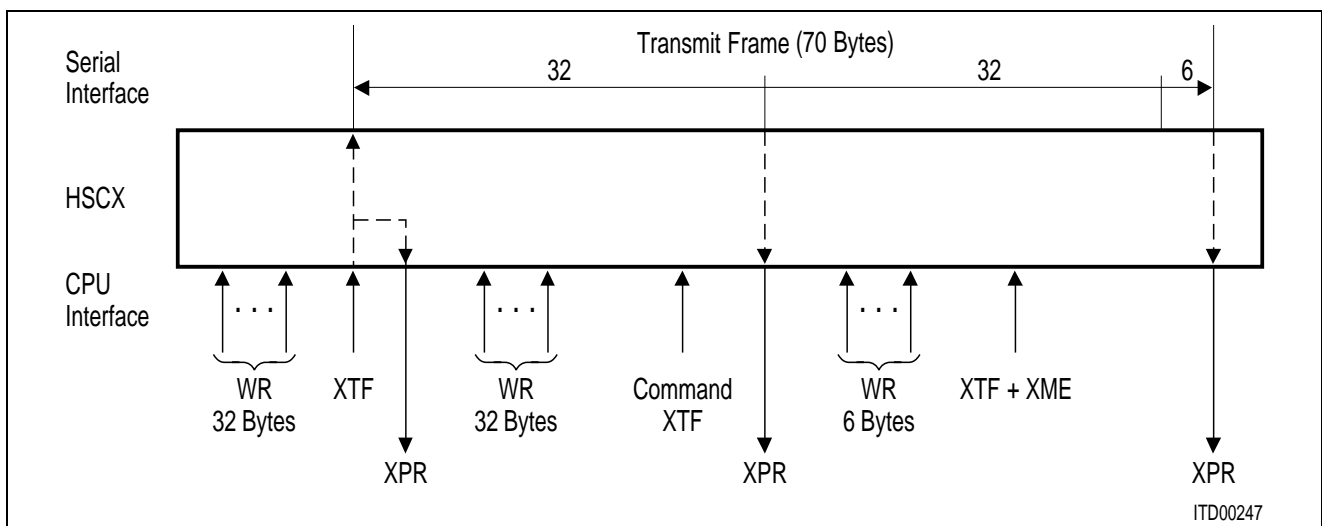 Transmit Frame (70 Bytes)
Serial
Interface
32
32
6
HSCX
CPU
Interface
. . .
. . .
. . .
WR
32 Bytes
XTF
WR
32 Bytes
Command
XTF
WR
6 Bytes
XTF + XME
XPR
XPR
XPR
ITD00247